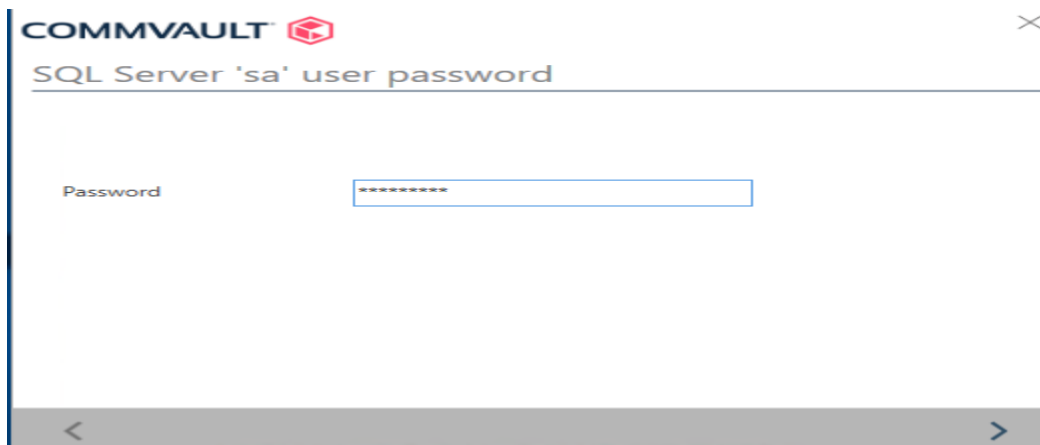 COMMVAULT
SQL Server 'sa' user password
Password
*********